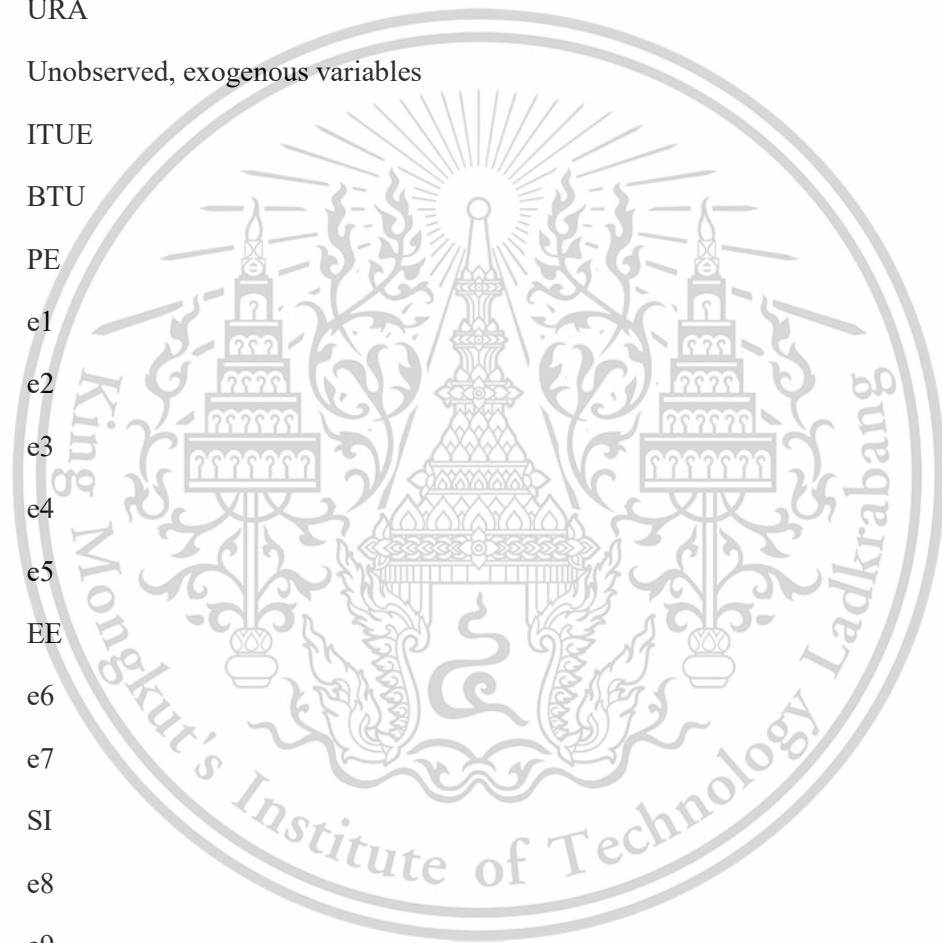 URA
Unobserved, exogenous variables
ITUE
BTU
PE
e1
e2
e3
e4
e5
EE
e6
e7
SI
e8
e9
King Mongkut's Institute of Technology Ladkrabang